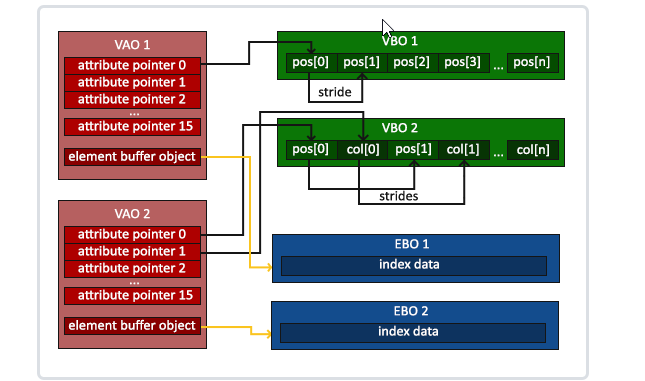 VAO 1
attribute pointer 0
attribute pointer 1
attribute pointer 2
...
attribute pointer 15
element buffer object
VBO 1
pos[0] pos[1] pos[2] pos[3] ... pos[n]
stride
VBO 2
pos[0] col[0] pos[1] col[1] ... col[n]
strides
VAO 2
attribute pointer 0
attribute pointer 1
attribute pointer 2
...
attribute pointer 15
element buffer object
EBO 1
index data
EBO 2
index data